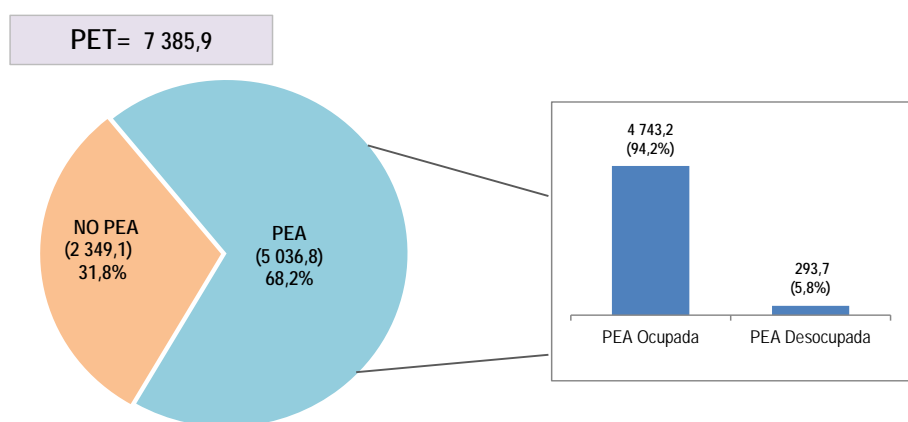 PET= 7 385,9
NO PEA
(2 349,1)
31,8%
PEA
(5 036,8)
68,2%
4 743,2
(94,2%)
293,7
(5,8%)
PEA Ocupada
PEA Desocupada